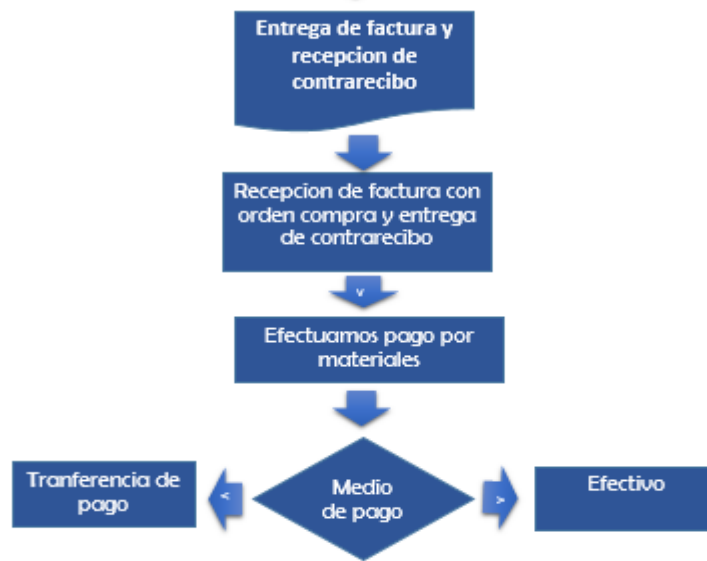 Entrega de factura y
recepcion de
contrarecibo
Recepcion de factura con
orden compra y entrega
de contrarecibo
v
Efectuamos pago por
materiales
Medio
de pago
<
Tranferencia de
pago
>
Efectivo